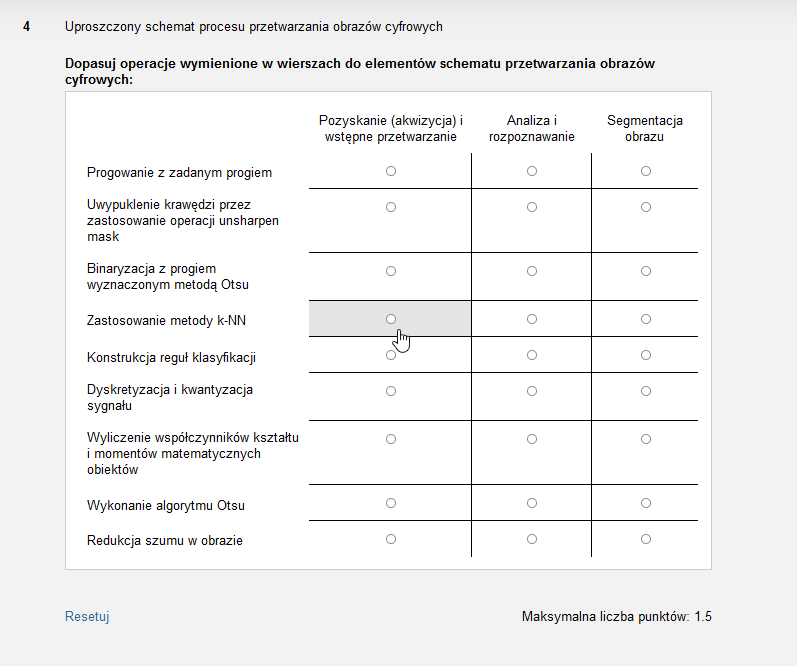 4 Uproszczony schemat procesu przetwarzania obrazów cyfrowych
Dopasuj operacje wymienione w wierszach do elementów schematu przetwarzania obrazów
cyfrowych:
Pozyskanie (akwizycja) i
wstępne przetwarzanie
Analiza i
rozpoznawanie
Segmentacja
obrazu
Progowanie z zadanym progiem
Uwypuklenie krawędzi przez
zastosowanie operacji unsharpen
mask
Binaryzacja z progiem
wyznaczonym metodą Otsu
Zastosowanie metody k-NN
Konstrukcja reguł klasyfikacji
Dyskretyzacja i kwantyzacja
sygnału
Wyliczenie współczynników kształtu
i momentów matematycznych
obiektów
Wykonanie algorytmu Otsu
Redukcja szumu w obrazie
Resetuj
Maksymalna liczba punktów: 1.5